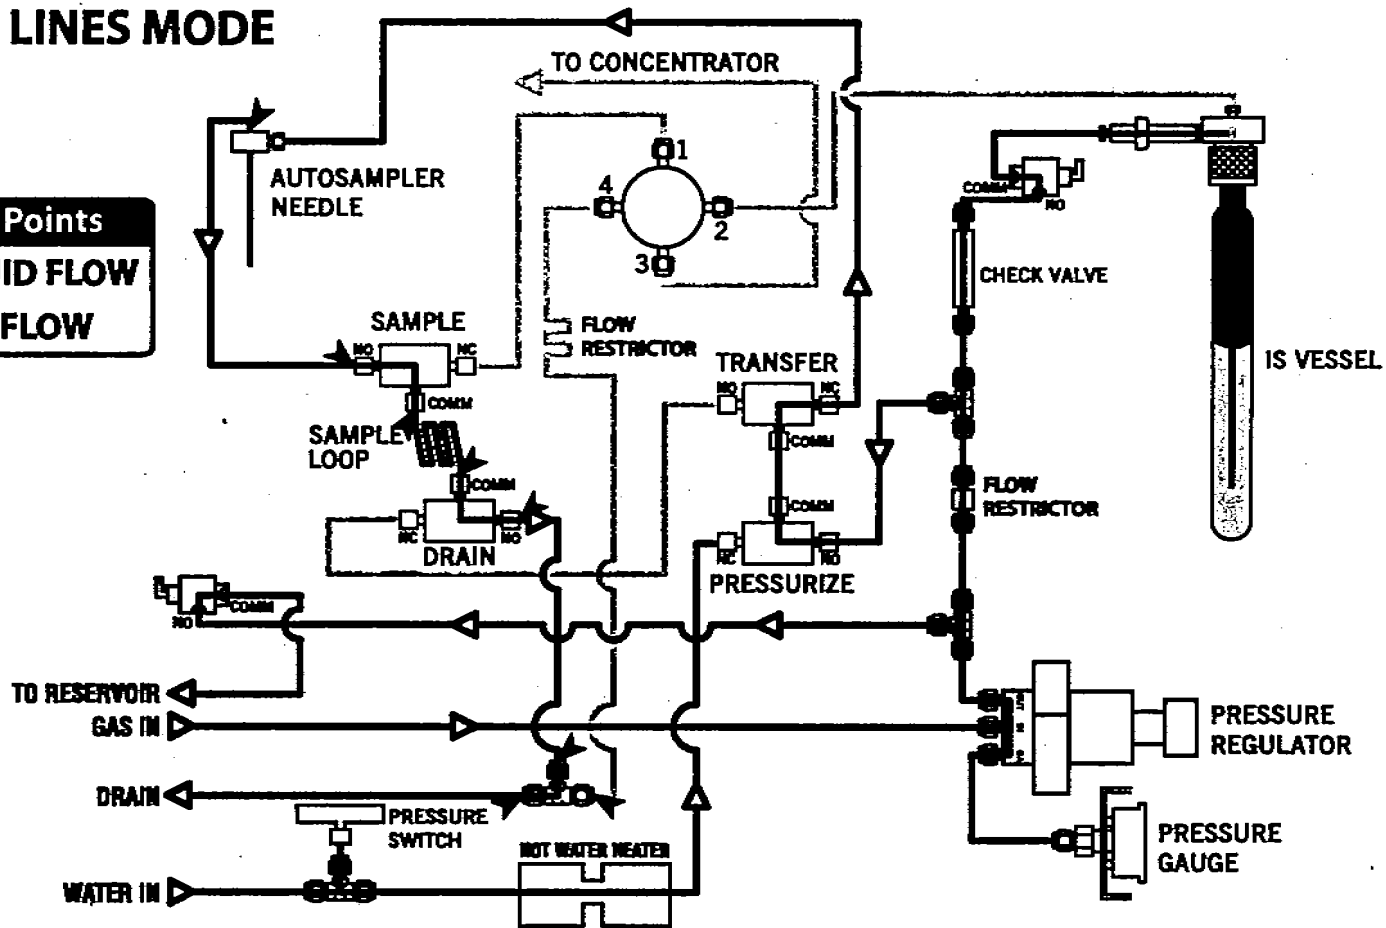 LINES MODE
TO CONCENTRATOR
1
4
2
3
AUTOSAMPLER
NEEDLE
Points
ID FLOW
FLOW
COMM
NO
CHECK VALVE
SAMPLE
NO
NC
COMM
FLOW
RESTRICTOR
TRANSFER
NO
NC
COMM
IS VESSEL
SAMPLE
LOOP
COMM
NC
NO
DRAIN
COMM
NC
NO
PRESSURIZE
FLOW
RESTRICTOR
COMM
NO
TO RESERVOIR
GAS IN
OUT
IN
PRESSURE
REGULATOR
DRAIN
PRESSURE
SWITCH
HOT WATER HEATER
PRESSURE
GAUGE
WATER IN